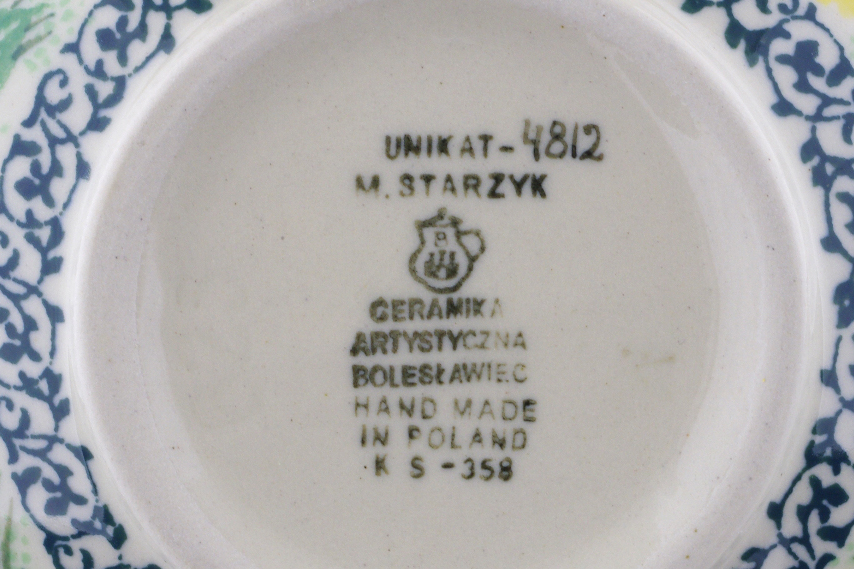 UNIKAT-4812
M. STARZYK
B
CERAMIKA
ARTYSTYCZNA
BOLESŁAWIEC
HAND MADE
IN POLAND
K S -358